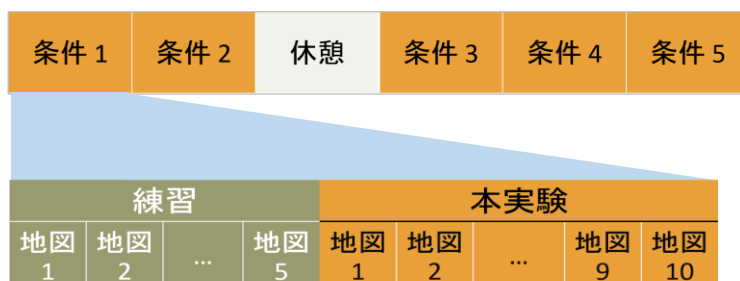 条件 1 条件 2 休憩 条件 3 条件 4 条件 5
練習 本実験
地図 地図 … 地図 地図 地図 … 地図 地図
1 2 5 1 2 9 10